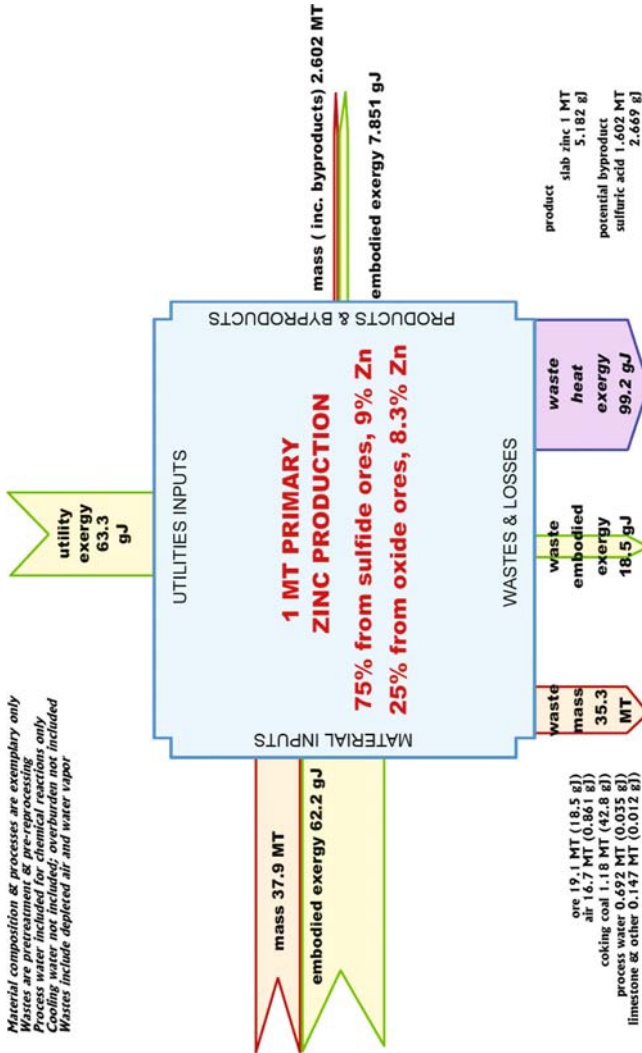 Material composition & processes are exemplary only
Wastes are pretreatment & pre-reprocessing
Process water included for chemical reactions only
Cooling water not included; overburden not included
Wastes include depleted air and water vapor
utility
exergy
63.3
gJ
UTILITIES INPUTS
MATERIAL INPUTS
mass 37.9 MT
embodied exergy 62.2 gJ
1 MT PRIMARY
ZINC PRODUCTION
75% from sulfide ores, 9% Zn
25% from oxide ores, 8.3% Zn
PRODUCTS & BYPRODUCTS
mass ( inc. byproducts) 2.602 MT
embodied exergy 7.851 gJ
WASTES & LOSSES
waste
mass
35.3
MT
waste
embodied
exergy
18.5 gJ
waste
heat
exergy
99.2 gJ
ore 19.1 MT (18.5 gJ)
air 16.7 MT (0.861 gJ)
coking coal 1.18 MT (42.8 gJ)
process water 0.692 MT (0.035 gJ)
limestone & other 0.147 MT (0.012 gJ)
product
slab zinc 1 MT
5.182 gJ
potential byproduct
sulfuric acid 1.602 MT
2.669 gJ